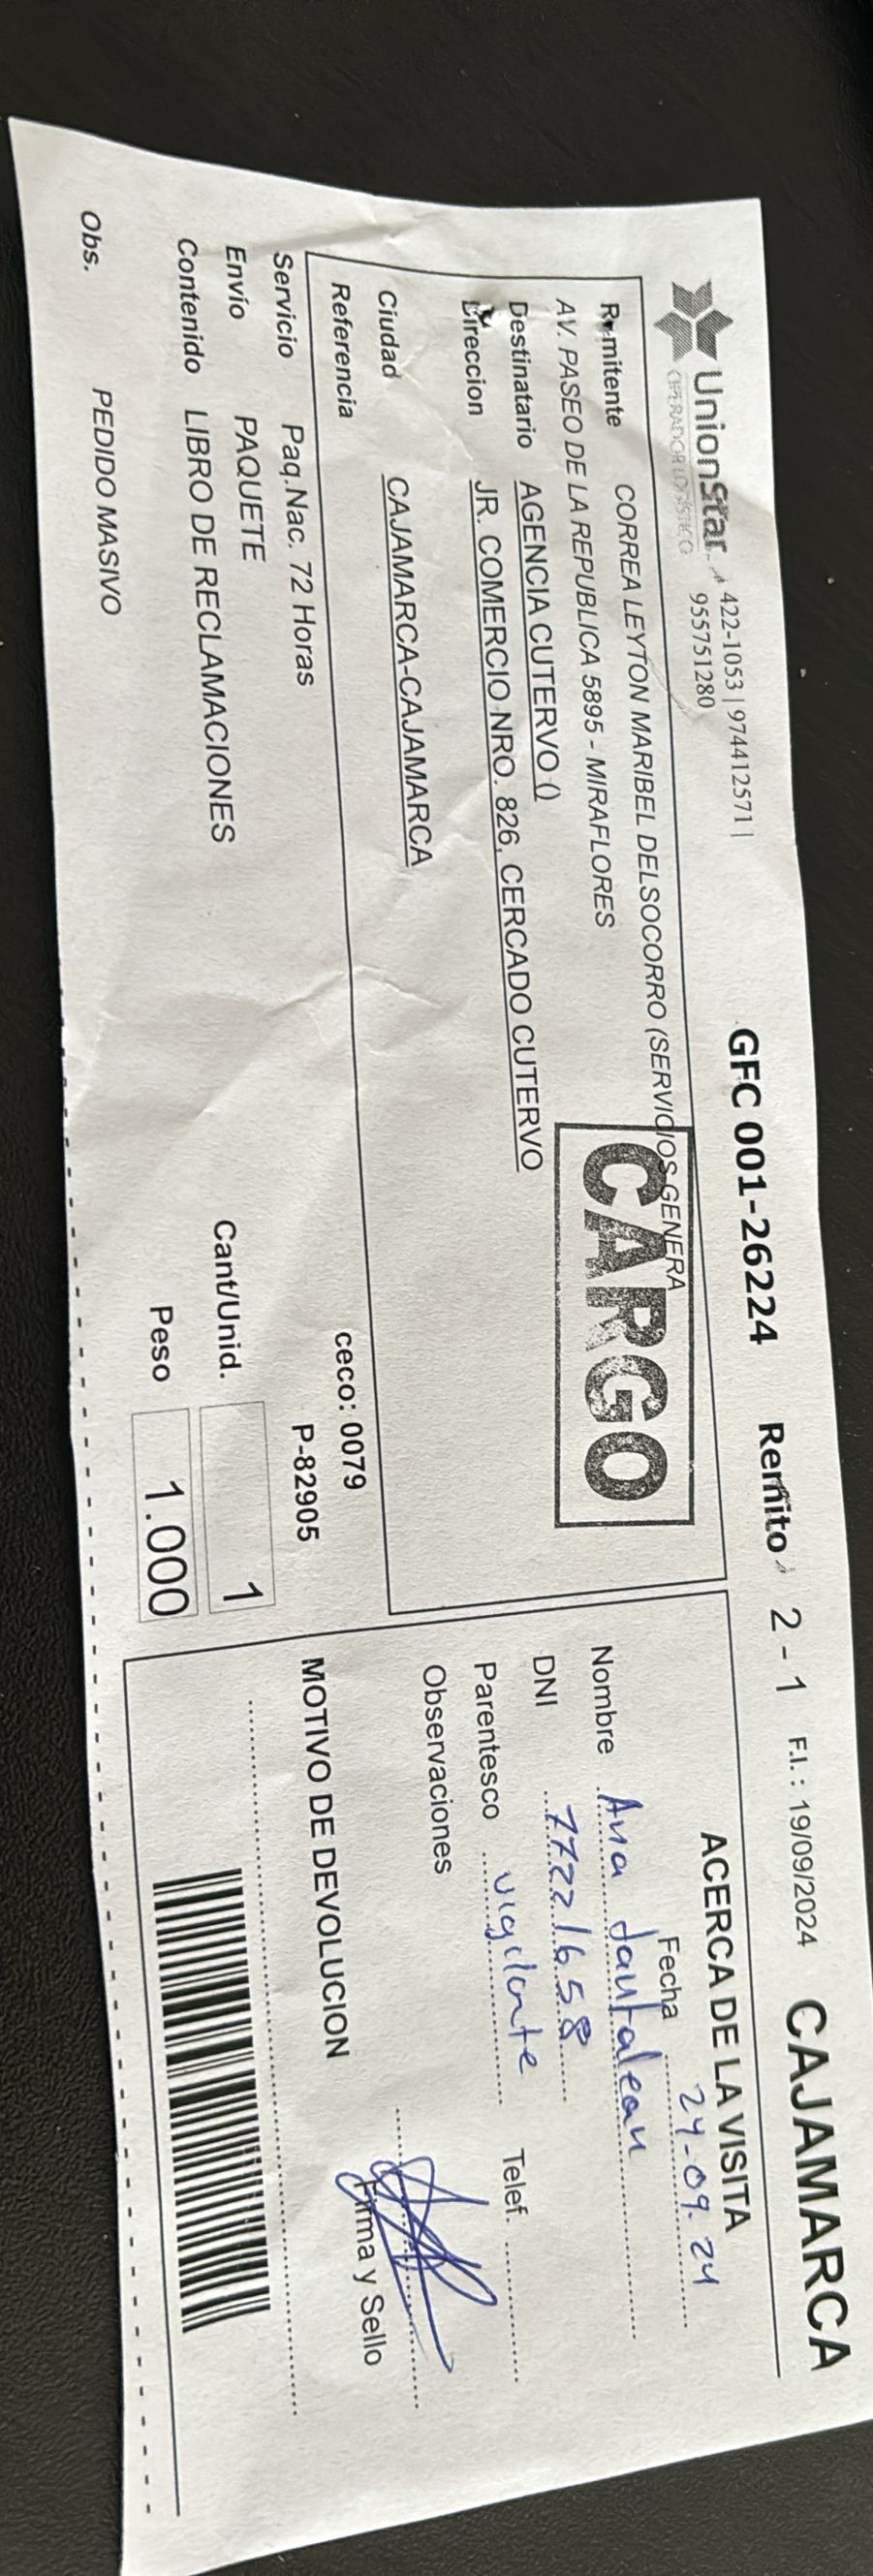 UnionStar
OPERADOR LOGISTICO
422-1053 | 974412571 |
955751280
GFC 001-26224 Remito 2 - 1 F.I. : 19/09/2024 CAJAMARCA
Remitente CORREA LEYTON MARIBEL DELSOCORRO (SERVICIOS GENERA
AV. PASEO DE LA REPUBLICA 5895 - MIRAFLORES
CARGO
Destinatario AGENCIA CUTERVO ()
Direccion JR. COMERCIO NRO. 826, CERCADO CUTERVO
Ciudad CAJAMARCA-CAJAMARCA
Referencia
ceco: 0079
Servicio Paq.Nac. 72 Horas P-82905
Envío PAQUETE Cant/Unid. 1
Contenido LIBRO DE RECLAMACIONES Peso 1.000
Obs. PEDIDO MASIVO
ACERCA DE LA VISITA
Fecha 24-09.24
Nombre Ana
DNI 77221658
Parentesco vigilante Telef.
Observaciones
Firma y Sello
MOTIVO DE DEVOLUCION